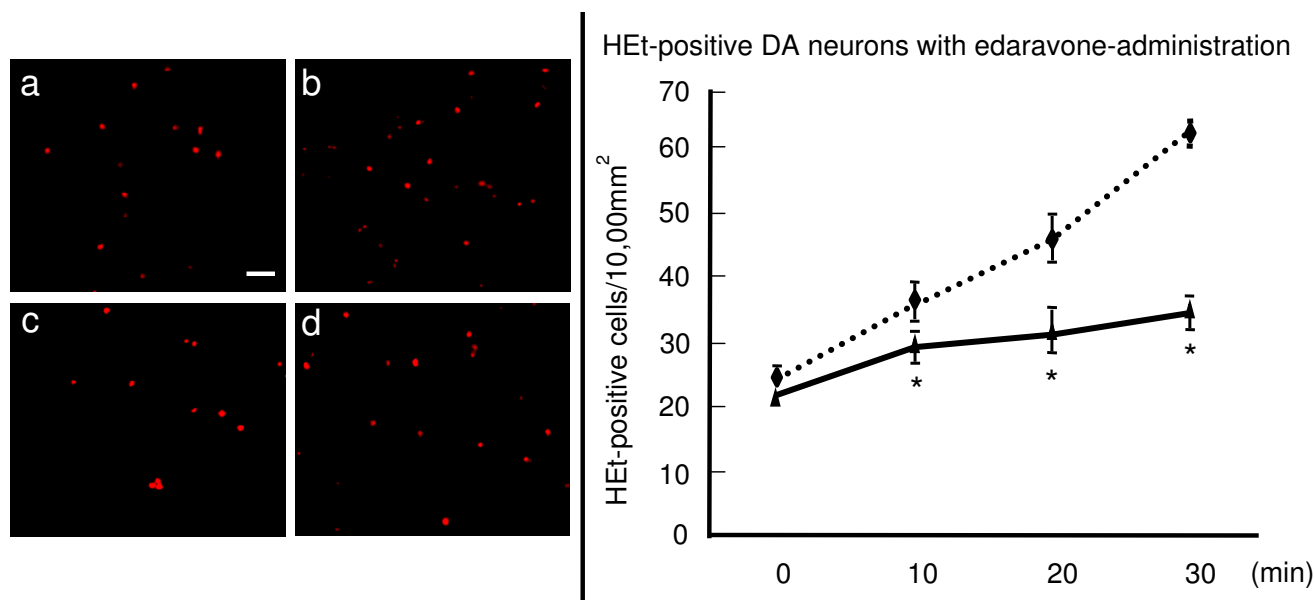 a
b
c
d
HEt-positive DA neurons with edaravone-administration
HEt-positive cells/10,00mm²
70
60
50
40
30
20
10
0
*
*
*
0 10 20 30 (min)